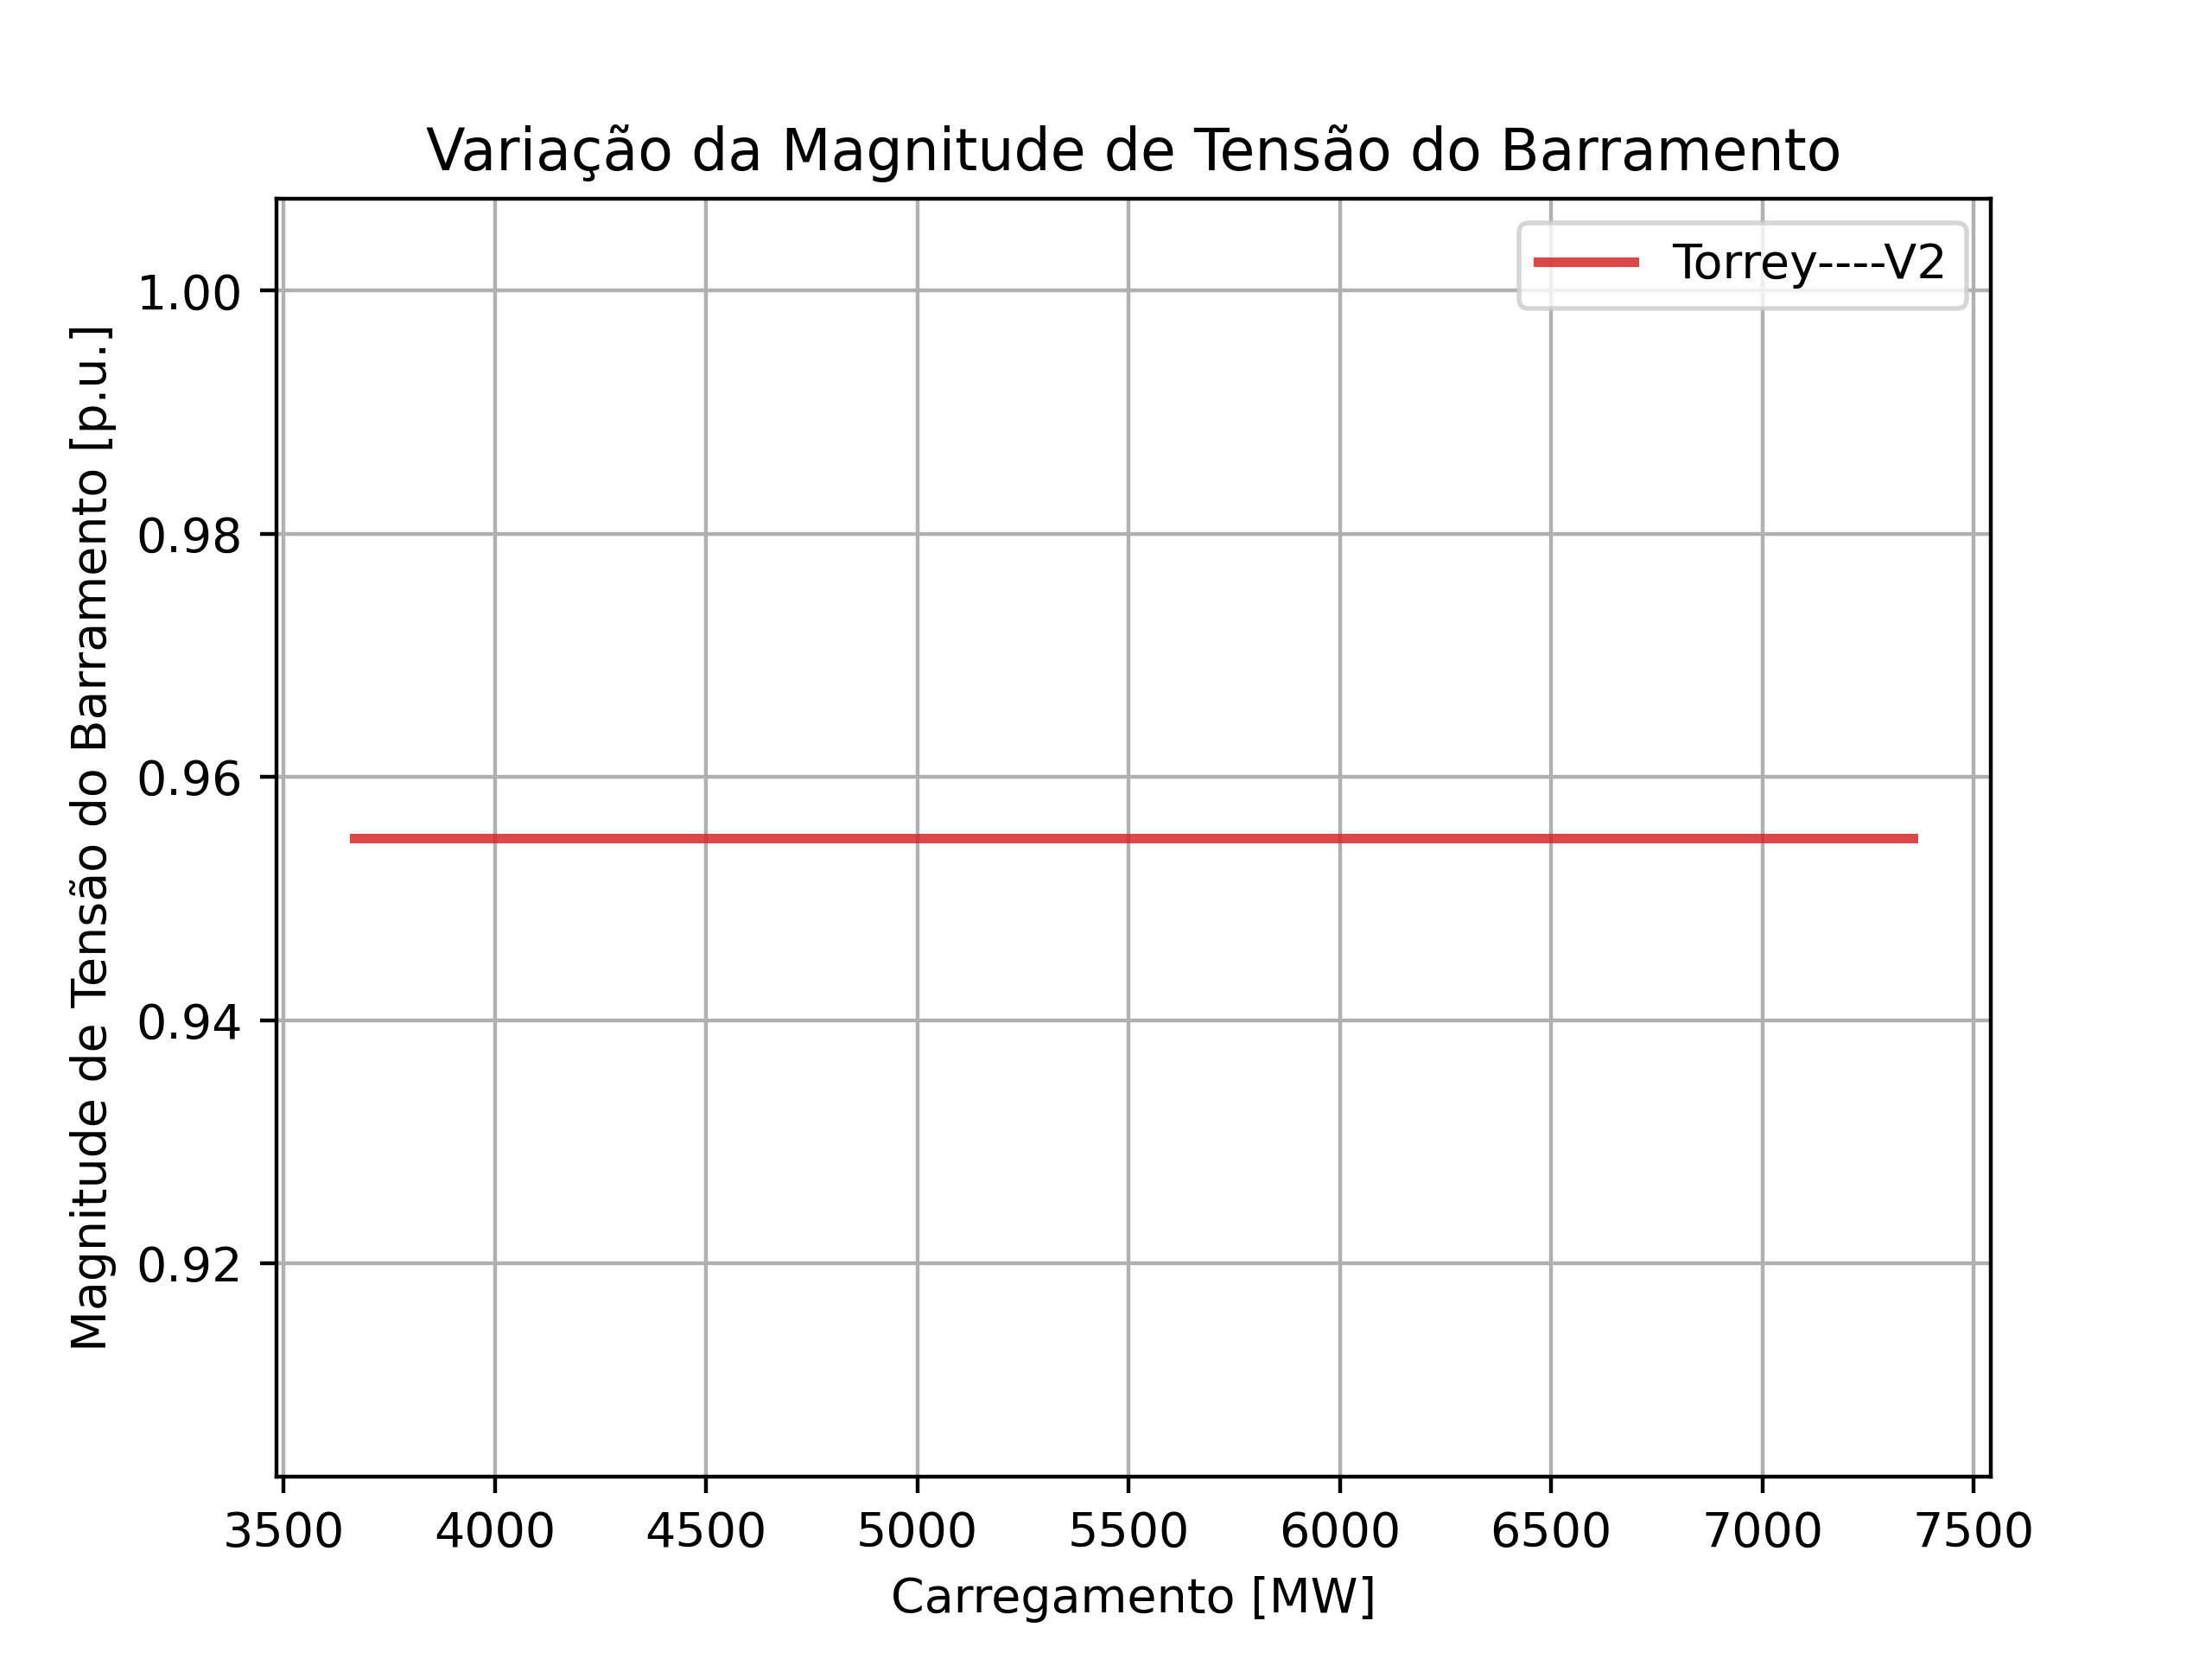 Variação da Magnitude de Tensão do Barramento
Torrey----V2
Magnitude de Tensão do Barramento [p.u.]
1.00
0.98
0.96
0.94
0.92
3500 4000 4500 5000 5500 6000 6500 7000 7500
Carregamento [MW]